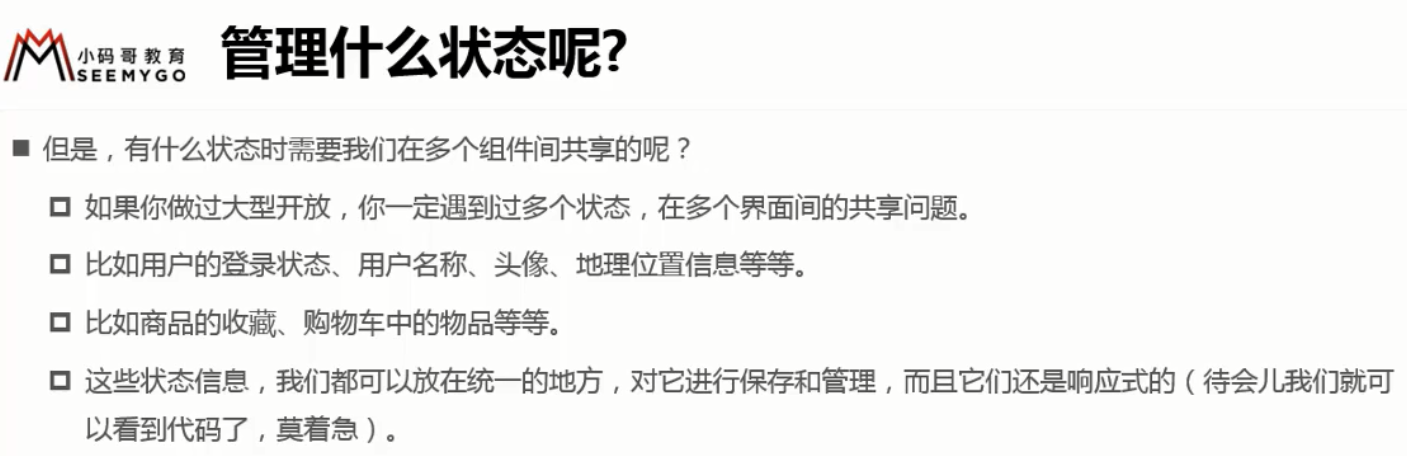 小码哥教育
SEEMYGO
管理什么状态呢?
但是，有什么状态时需要我们在多个组件间共享的呢？
如果你做过大型开放，你一定遇到过多个状态，在多个界面间的共享问题。
比如用户的登录状态、用户名称、头像、地理位置信息等等。
比如商品的收藏、购物车中的物品等等。
这些状态信息，我们都可以放在统一的地方，对它进行保存和管理，而且它们还是响应式的（待会儿我们就可
以看到代码了，莫着急）。